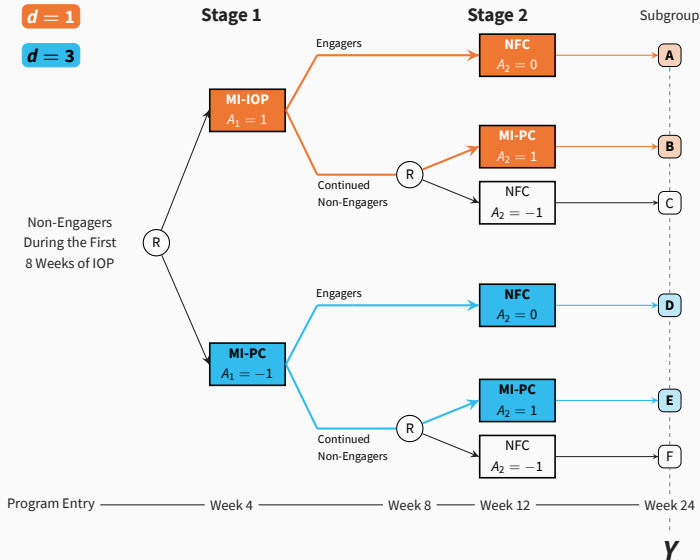 d = 1
d = 3
Stage 1
Stage 2
Subgroup
Engagers
NFC
A₂ = 0
A
MI-IOP
A₁ = 1
MI-PC
A₂ = 1
B
R
Continued
Non-Engagers
NFC
A₂ = −1
C
Non-Engagers
During the First
8 Weeks of IOP
R
Engagers
NFC
A₂ = 0
D
MI-PC
A₁ = −1
MI-PC
A₂ = 1
E
R
Continued
Non-Engagers
NFC
A₂ = −1
F
Program Entry
Week 4
Week 8
Week 12
Week 24
Y